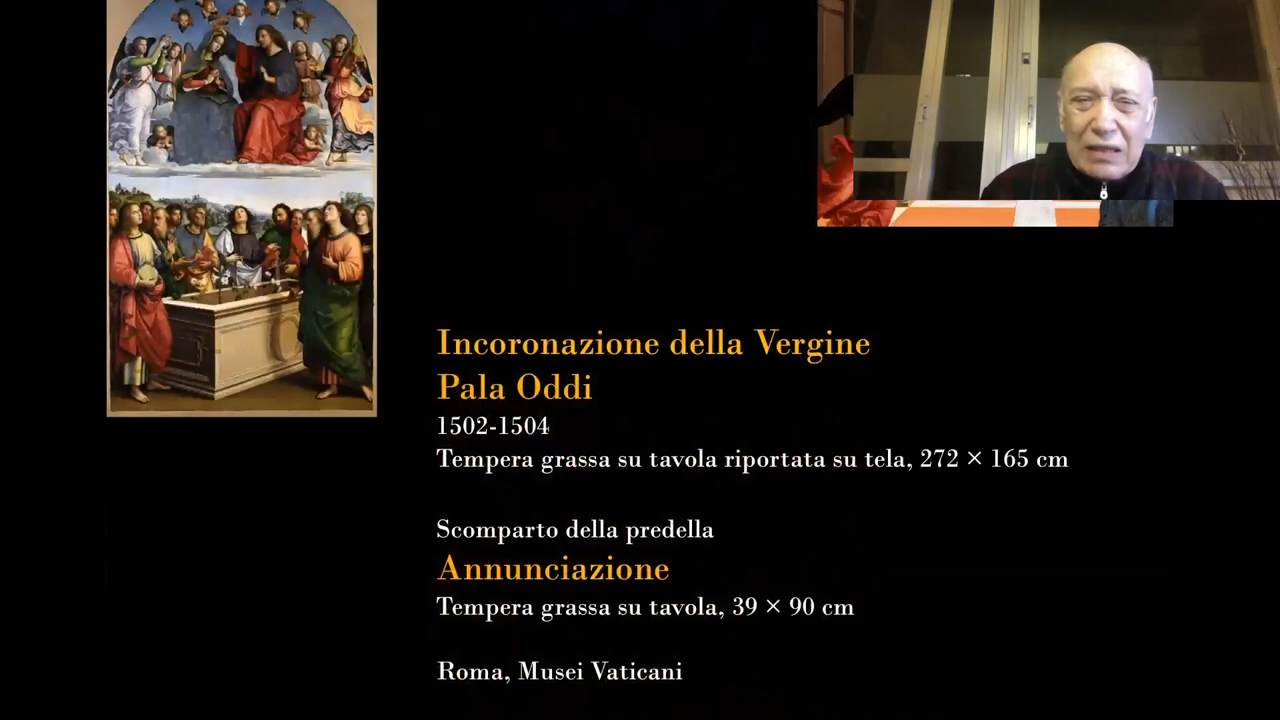 Incoronazione della Vergine
Pala Oddi
1502-1504
Tempera grassa su tavola riportata su tela, 272 × 165 cm
Scomparto della predella
Annunciazione
Tempera grassa su tavola, 39 × 90 cm
Roma, Musei Vaticani